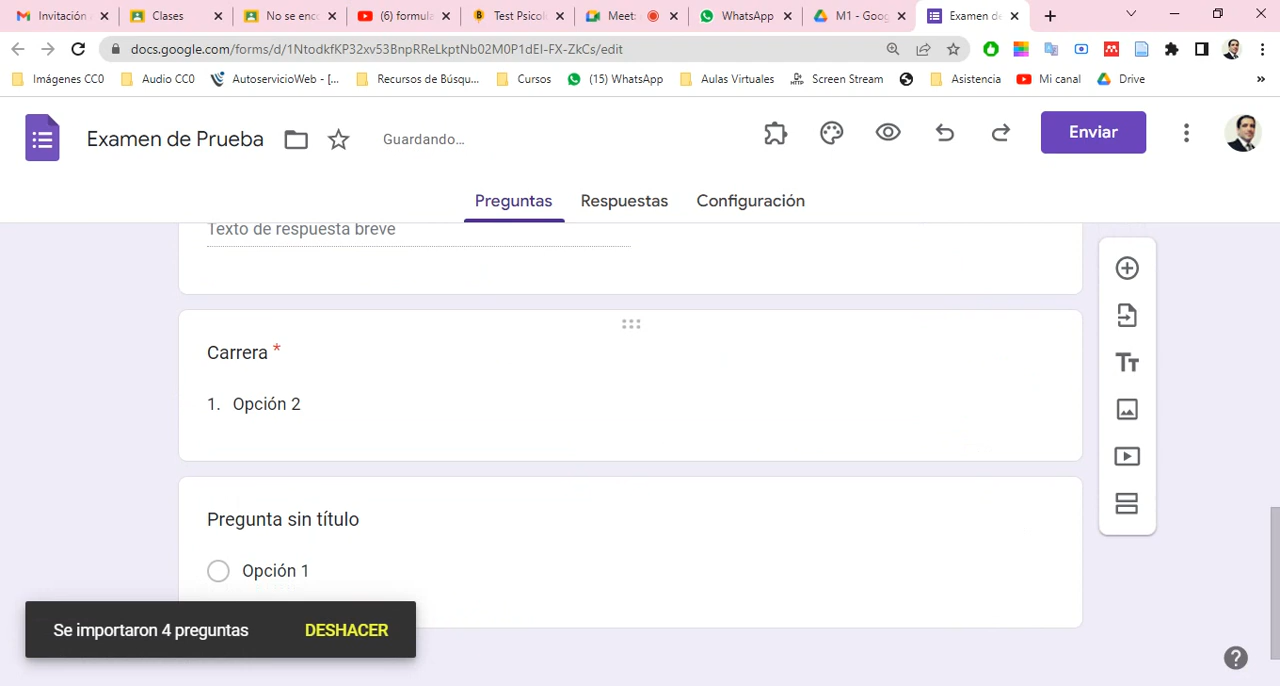 Invitación
Clases
No se enc
(6) formula
Test Psicol
Meet:
WhatsApp
M1 - Goog
Examen de
docs.google.com/forms/d/1NtodkfKP32xv53BnpRReLkptNb02M0P1dEI-FX-ZkCs/edit
Imágenes CC0
Audio CC0
AutoservicioWeb - [...
Recursos de Búsqu...
Cursos
(15) WhatsApp
Aulas Virtuales
Screen Stream
Asistencia
Mi canal
Drive
»
Examen de Prueba
Guardando...
Enviar
Preguntas
Respuestas
Configuración
Texto de respuesta breve
Carrera *
1. Opción 2
Pregunta sin título
Opción 1
Se importaron 4 preguntas
DESHACER